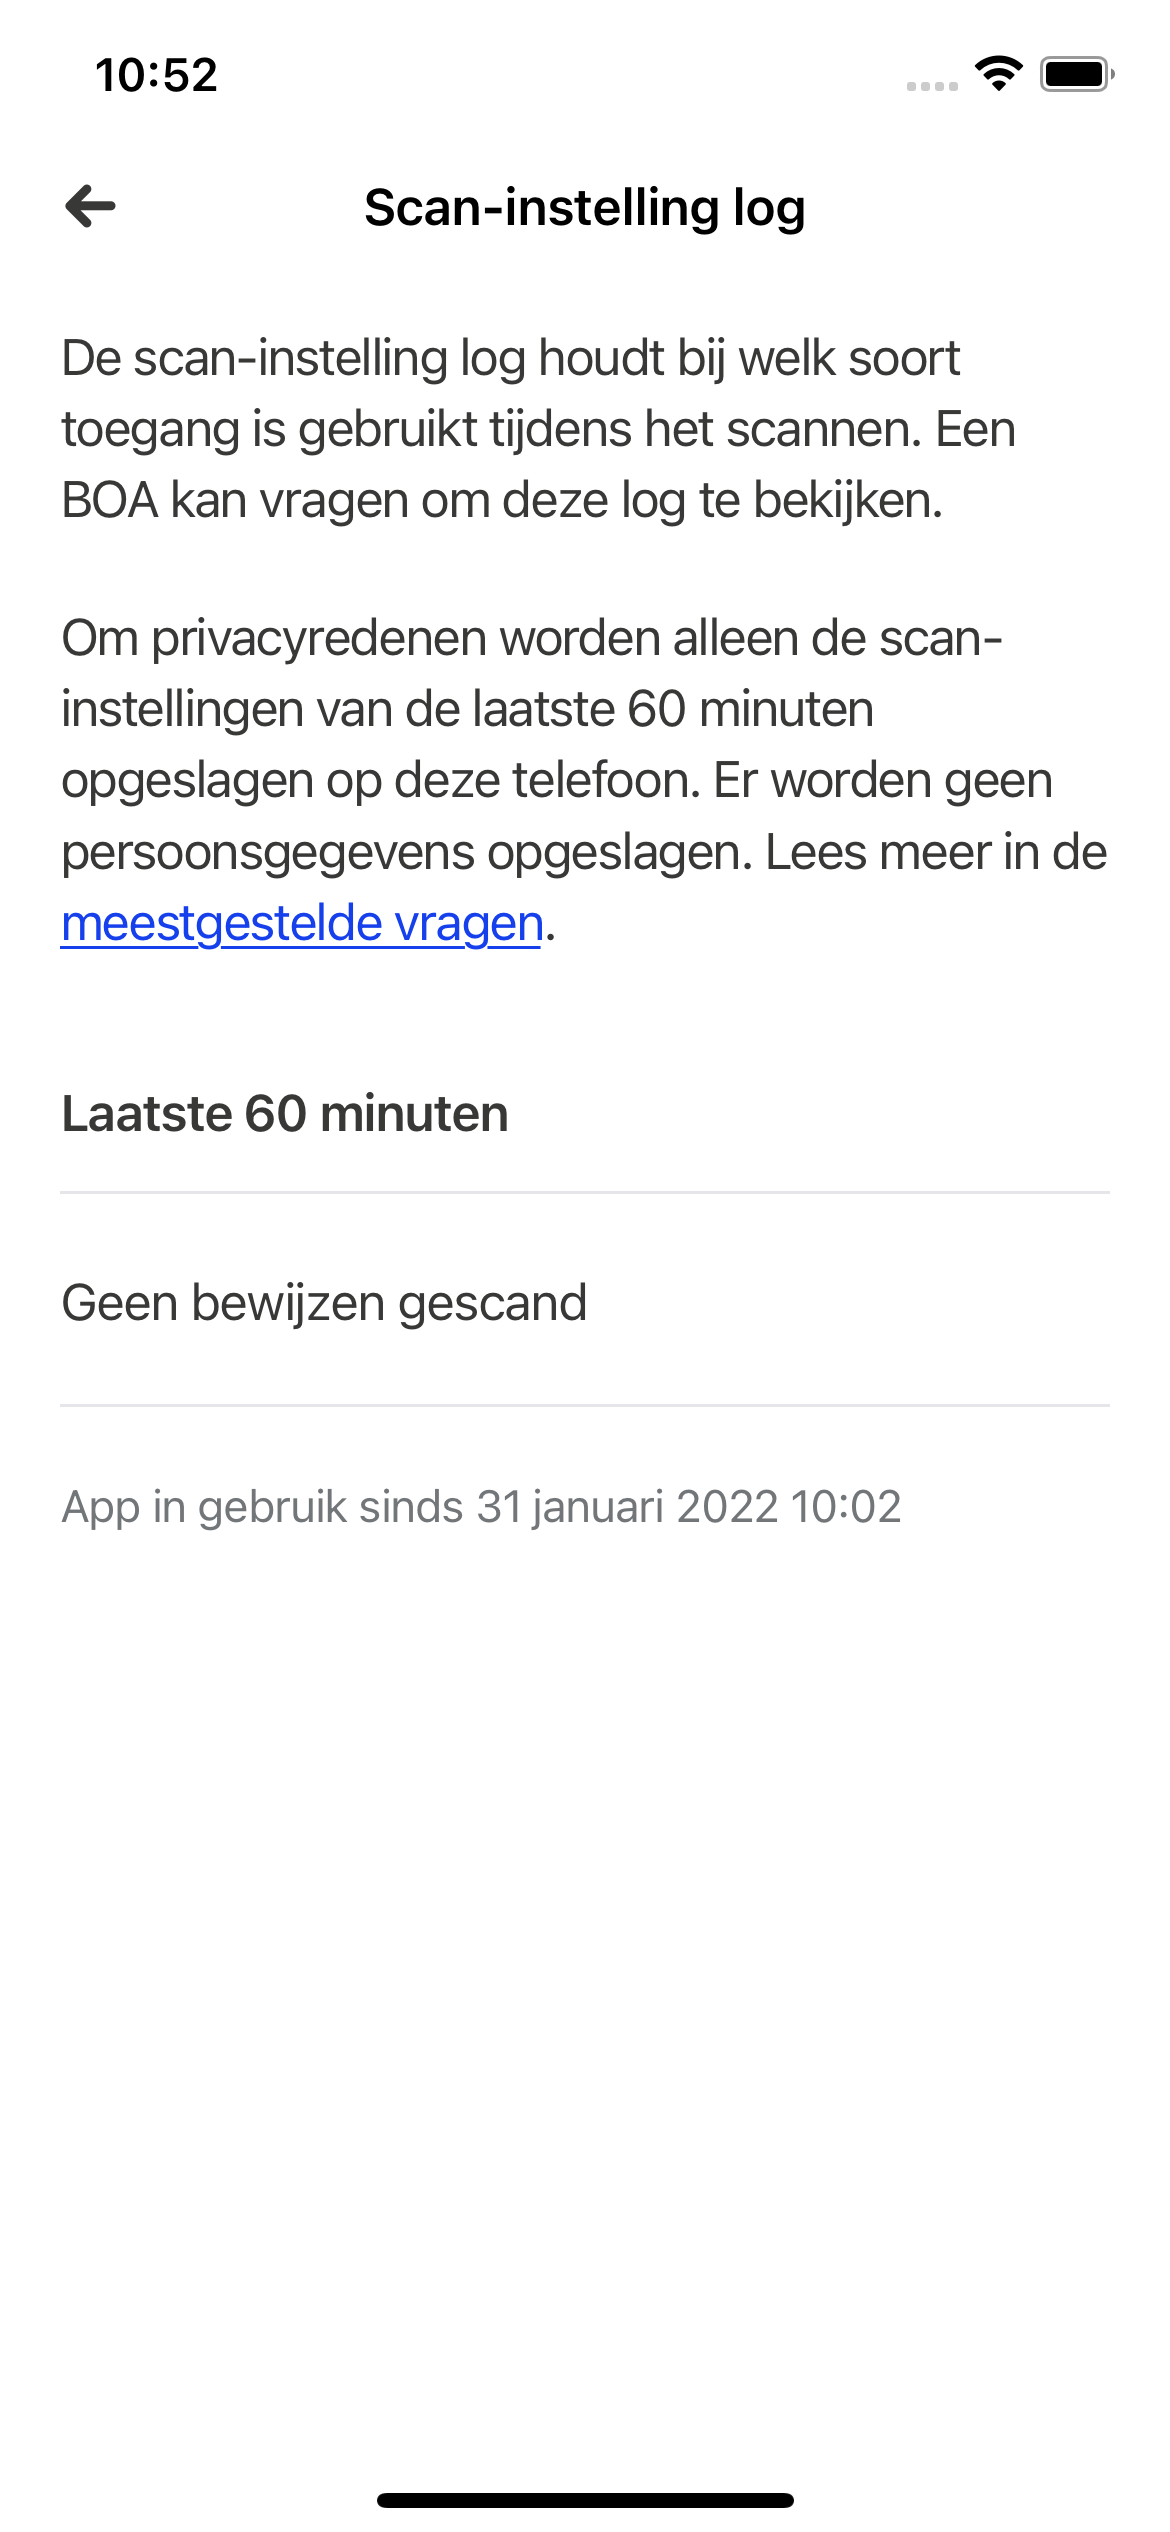 10:52
Scan-instelling log
De scan-instelling log houdt bij welk soort
toegang is gebruikt tijdens het scannen. Een
BOA kan vragen om deze log te bekijken.
Om privacyredenen worden alleen de scan-
instellingen van de laatste 60 minuten
opgeslagen op deze telefoon. Er worden geen
persoonsgegevens opgeslagen. Lees meer in de
meestgestelde vragen.
Laatste 60 minuten
Geen bewijzen gescand
App in gebruik sinds 31 januari 2022 10:02